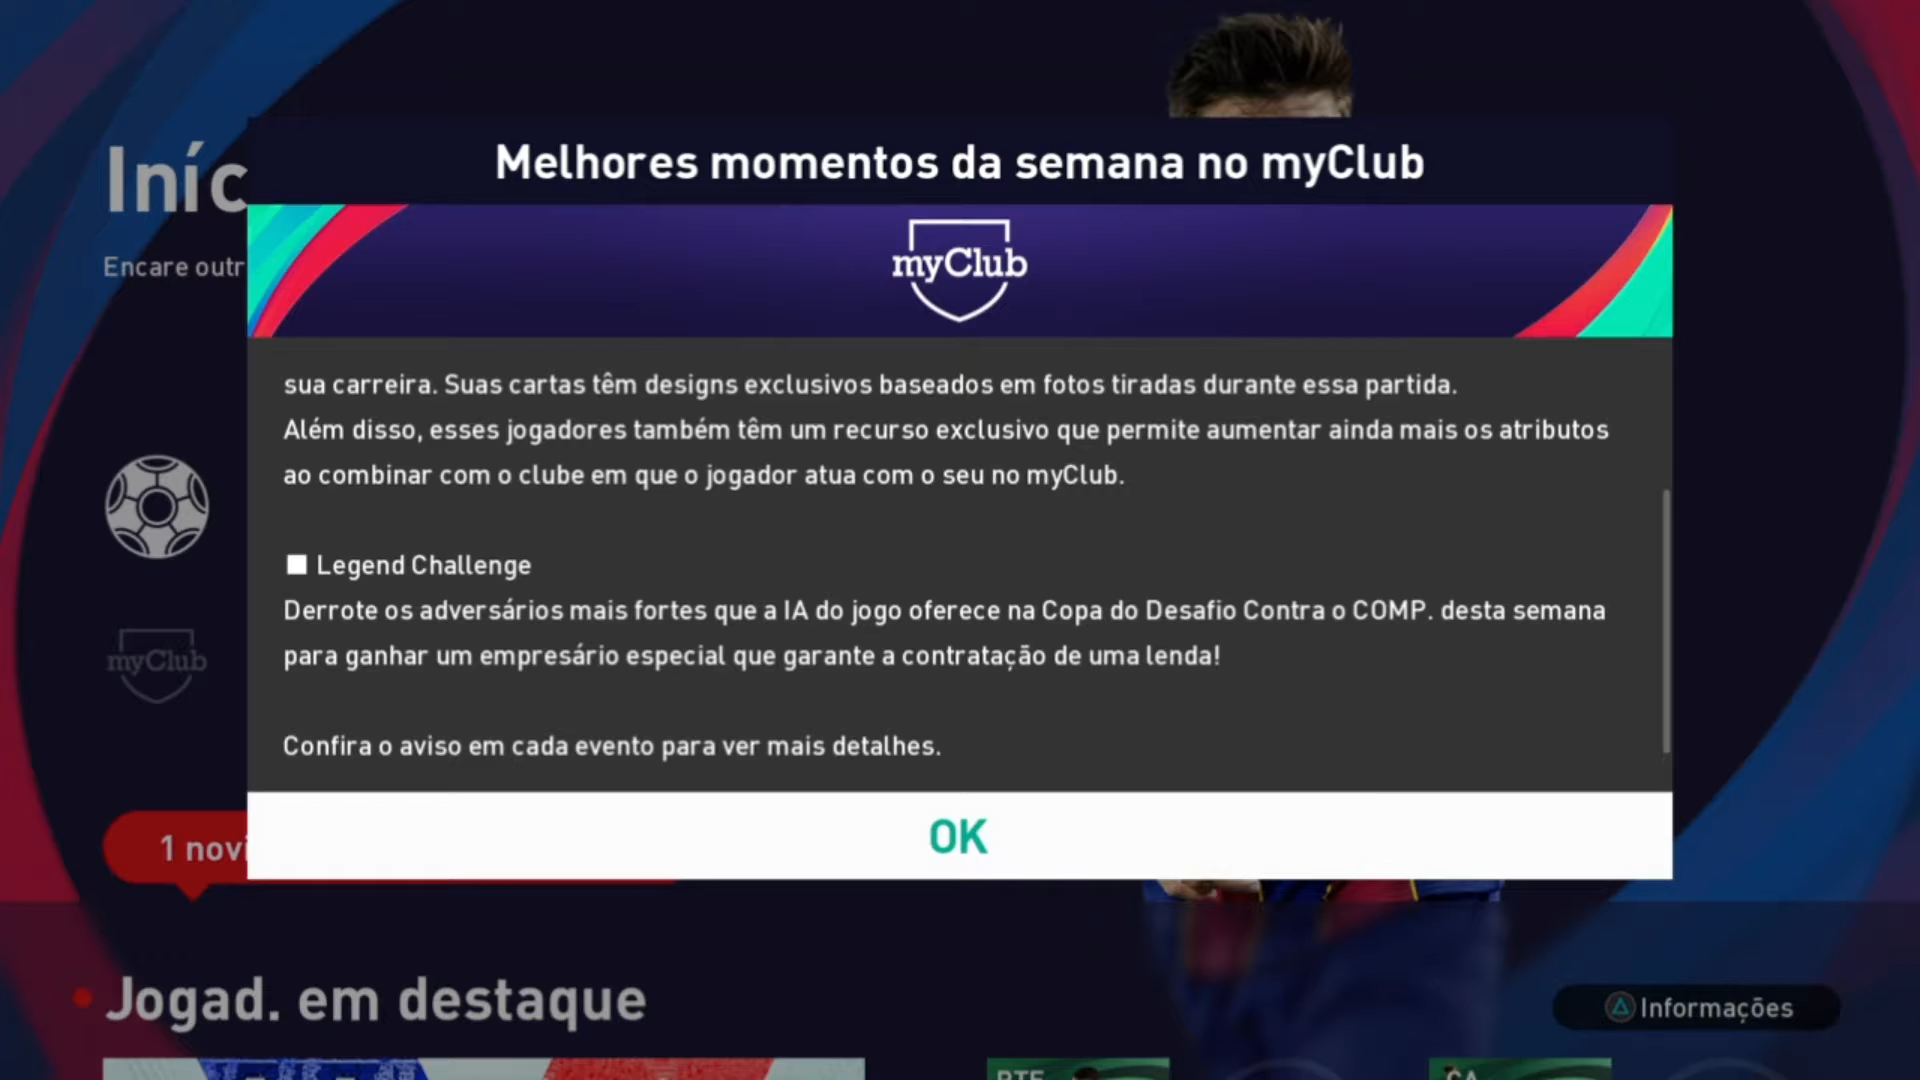 Iníc
Encare outr
Melhores momentos da semana no myClub
myClub
sua carreira. Suas cartas têm designs exclusivos baseados em fotos tiradas durante essa partida.
Além disso, esses jogadores também têm um recurso exclusivo que permite aumentar ainda mais os atributos
ao combinar com o clube em que o jogador atua com o seu no myClub.
■ Legend Challenge
Derrote os adversários mais fortes que a IA do jogo oferece na Copa do Desafio Contra o COMP. desta semana
para ganhar um empresário especial que garante a contratação de uma lenda!
Confira o aviso em cada evento para ver mais detalhes.
OK
myClub
1 novi
Jogad. em destaque
Informações
PTE
CA